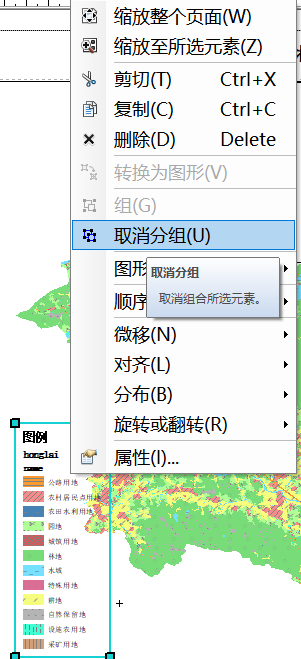 缩放整个页面(W)
缩放至所选元素(Z)
剪切(T) Ctrl+X
复制(C) Ctrl+C
删除(D) Delete
转换为图形(V)
组(G)
取消分组(U)
图形
取消分组
取消组合所选元素。
顺序
微移(N)
对齐(L)
分布(B)
旋转或翻转(R)
属性(I)...
图例
honglai
name
公路用地
农村居民点用地
农田水利用地
园地
城镇用地
林地
水域
特殊用地
耕地
自然保留地
设施农用地
采矿用地